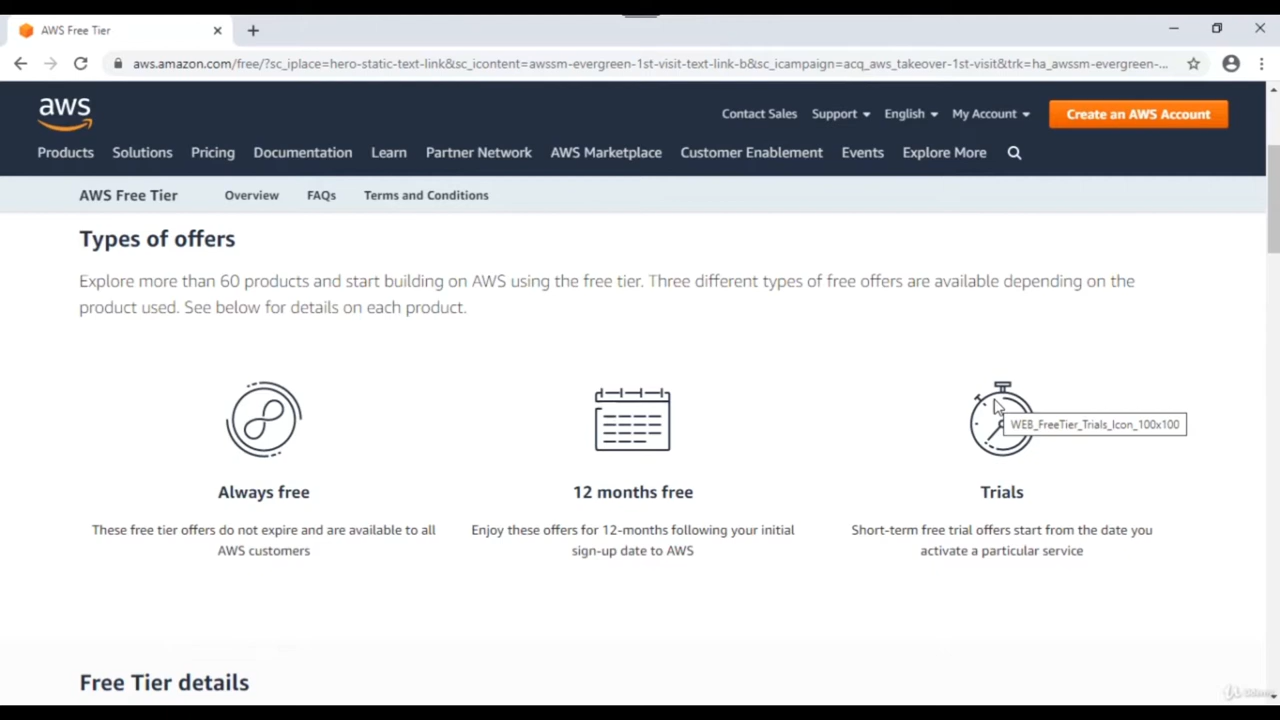 AWS Free Tier
aws.amazon.com/free/?sc_iplace=hero-static-text-link&sc_icontent=awssm-evergreen-1st-visit-text-link-b&sc_icampaign=acq_aws_takeover-1st-visit&trk=ha_awssm-evergreen-...
aws
Contact Sales Support English My Account Create an AWS Account
Products Solutions Pricing Documentation Learn Partner Network AWS Marketplace Customer Enablement Events Explore More
AWS Free Tier Overview FAQs Terms and Conditions
Types of offers
Explore more than 60 products and start building on AWS using the free tier. Three different types of free offers are available depending on the
product used. See below for details on each product.
WEB_FreeTier_Trials_Icon_100x100
Always free
These free tier offers do not expire and are available to all
AWS customers
12 months free
Enjoy these offers for 12-months following your initial
sign-up date to AWS
Trials
Short-term free trial offers start from the date you
activate a particular service
Free Tier details